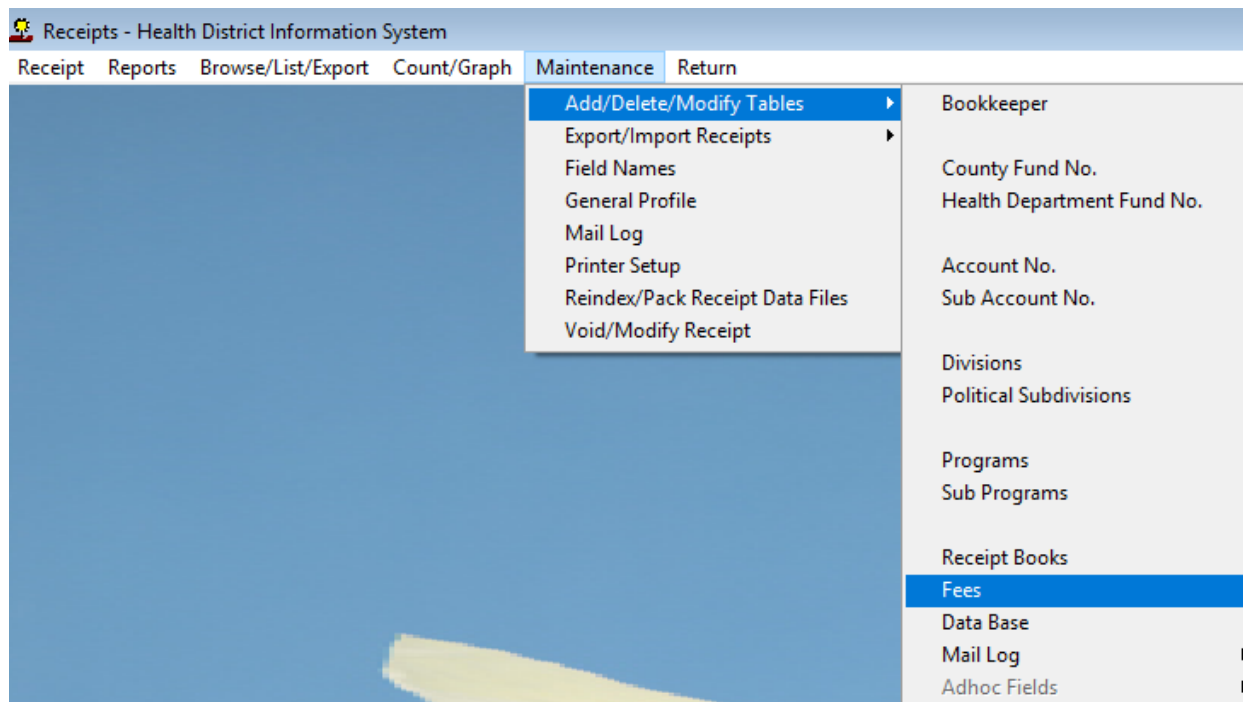 Receipts - Health District Information System
Receipt Reports Browse/List/Export Count/Graph Maintenance Return
Add/Delete/Modify Tables
Export/Import Receipts
Field Names
General Profile
Mail Log
Printer Setup
Reindex/Pack Receipt Data Files
Void/Modify Receipt
Bookkeeper
County Fund No.
Health Department Fund No.
Account No.
Sub Account No.
Divisions
Political Subdivisions
Programs
Sub Programs
Receipt Books
Fees
Data Base
Mail Log
Adhoc Fields